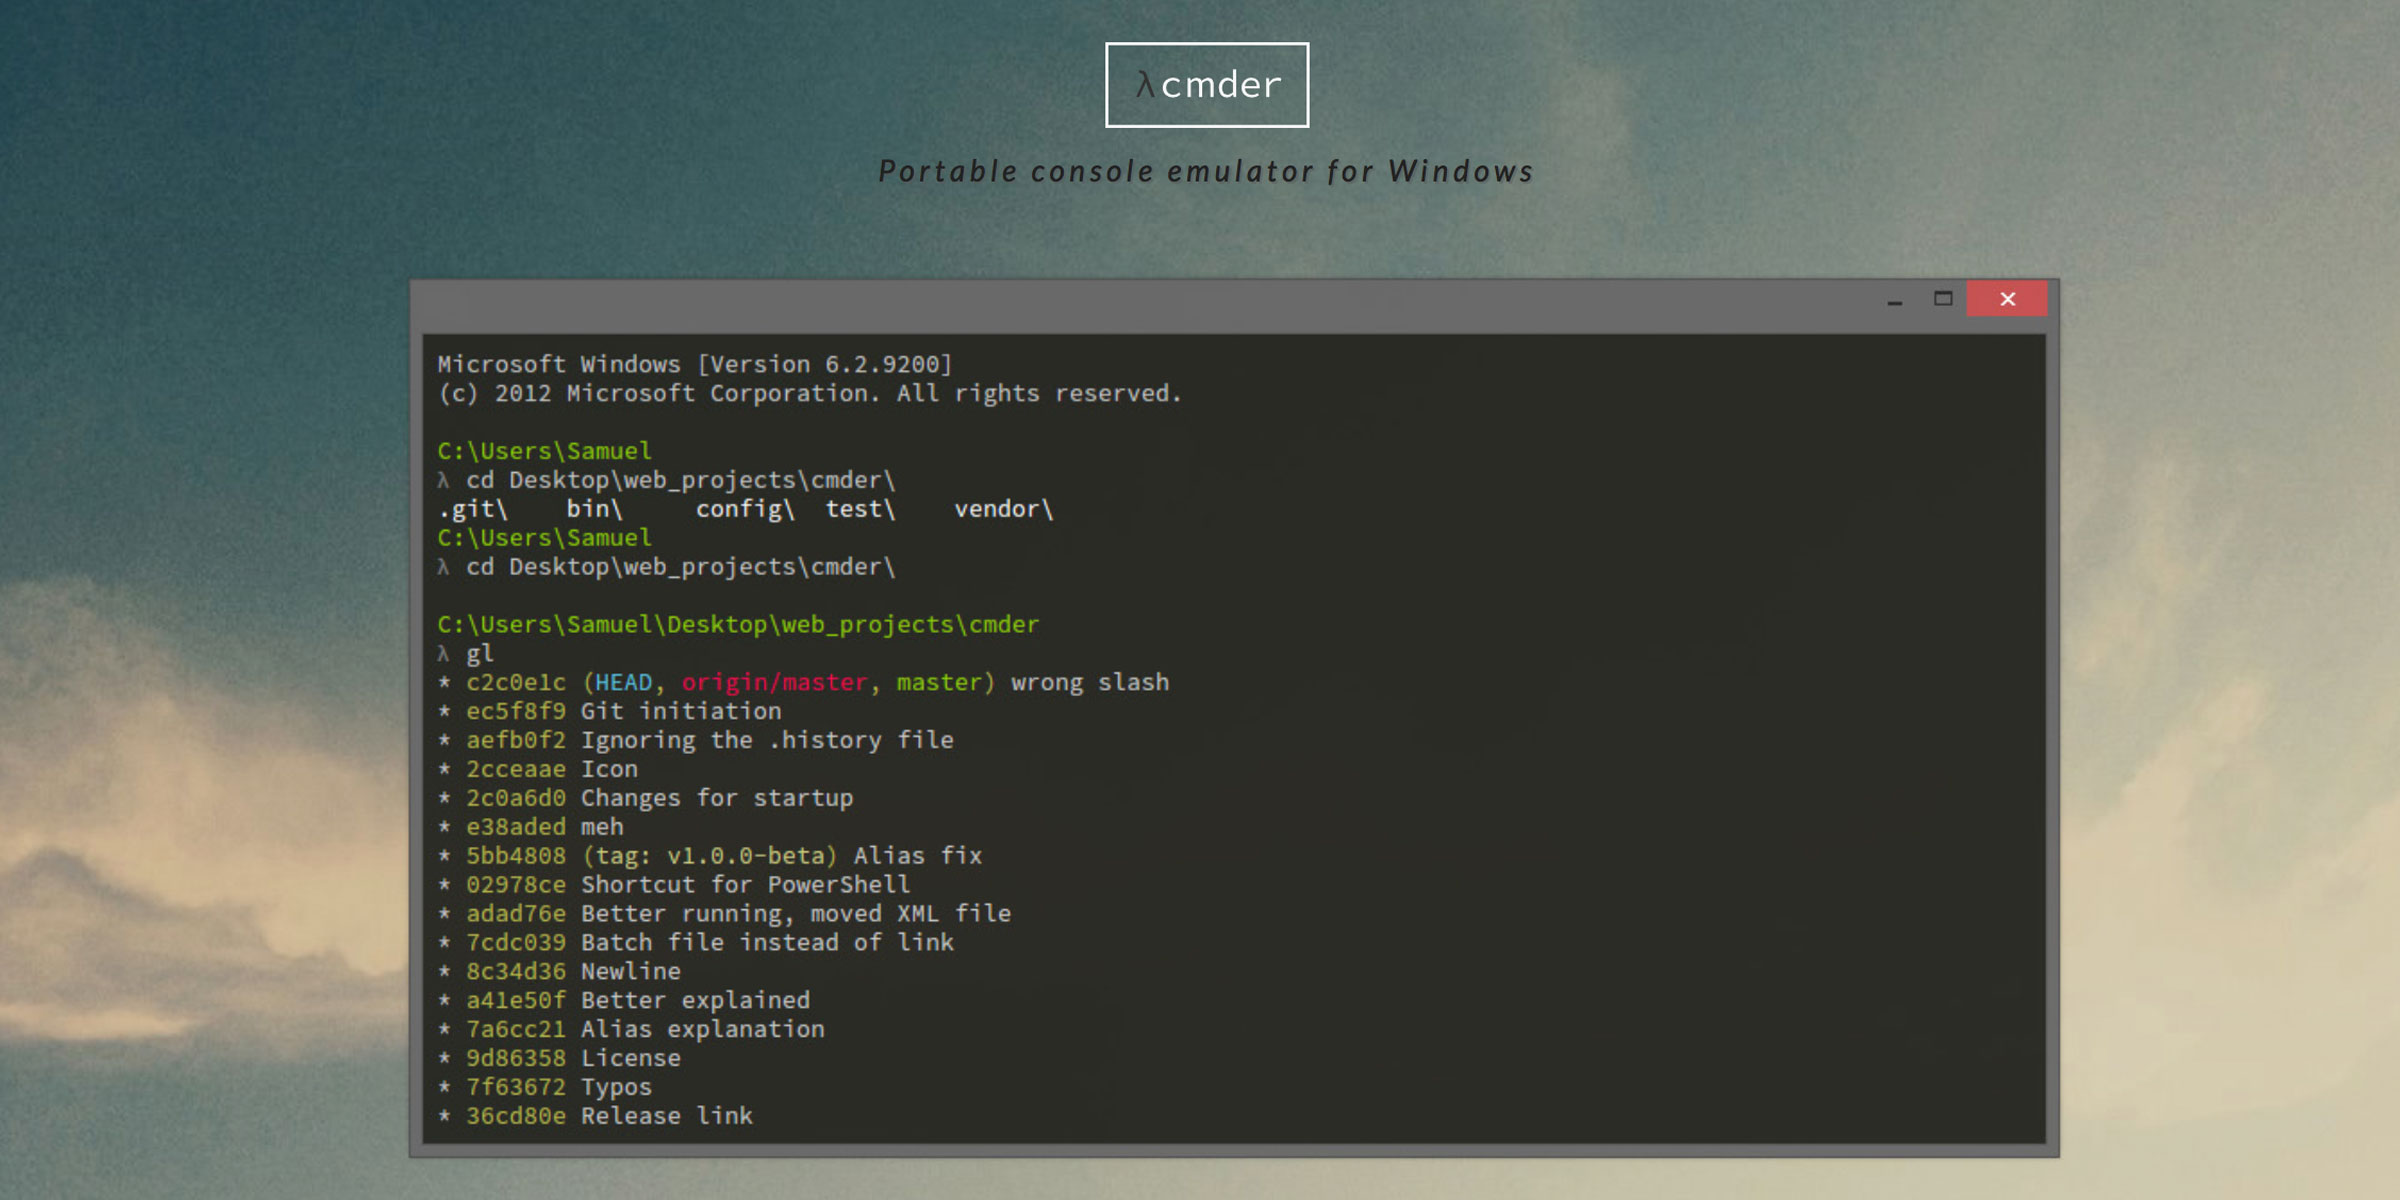 λcmder
Portable console emulator for Windows
Microsoft Windows [Version 6.2.9200]
(c) 2012 Microsoft Corporation. All rights reserved.
C:\Users\Samuel
λ cd Desktop\web_projects\cmder\
.git\    bin\     config\  test\    vendor\
C:\Users\Samuel
λ cd Desktop\web_projects\cmder\
C:\Users\Samuel\Desktop\web_projects\cmder
λ gl
* c2c0e1c (HEAD, origin/master, master) wrong slash
* ec5f8f9 Git initiation
* aefb0f2 Ignoring the .history file
* 2cceaae Icon
* 2c0a6d0 Changes for startup
* e38aded meh
* 5bb4808 (tag: v1.0.0-beta) Alias fix
* 02978ce Shortcut for PowerShell
* adad76e Better running, moved XML file
* 7cdc039 Batch file instead of link
* 8c34d36 Newline
* a41e50f Better explained
* 7a6cc21 Alias explanation
* 9d86358 License
* 7f63672 Typos
* 36cd80e Release link